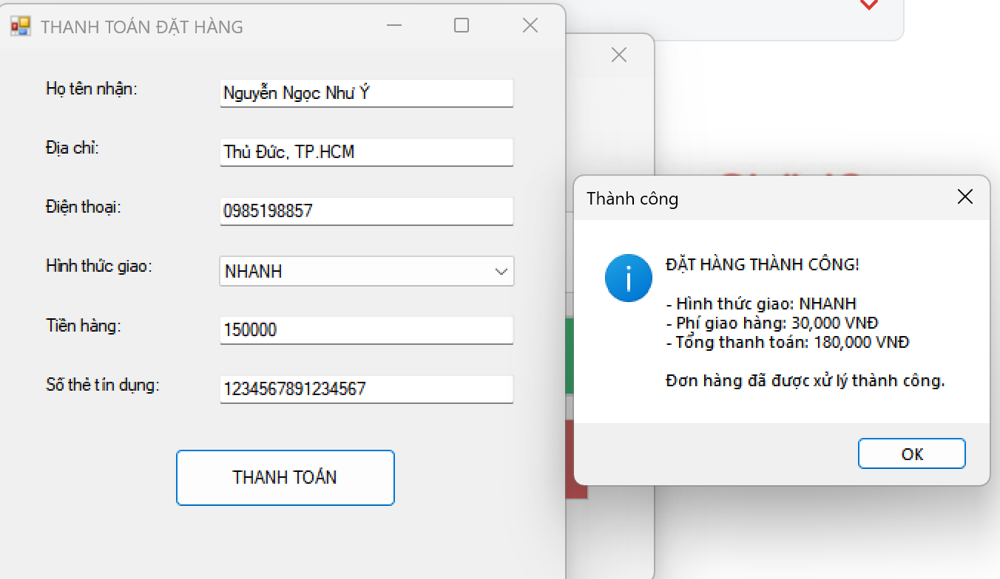 THANH TOÁN ĐẶT HÀNG
Họ tên nhận:
Nguyễn Ngọc Như Ý
Địa chỉ:
Thủ Đức, TP.HCM
Điện thoại:
0985198857
Hình thức giao:
NHANH
Tiền hàng:
150000
Số thẻ tín dụng:
1234567891234567
THANH TOÁN
Thành công
ĐẶT HÀNG THÀNH CÔNG!
- Hình thức giao: NHANH
- Phí giao hàng: 30,000 VNĐ
- Tổng thanh toán: 180,000 VNĐ
Đơn hàng đã được xử lý thành công.
OK